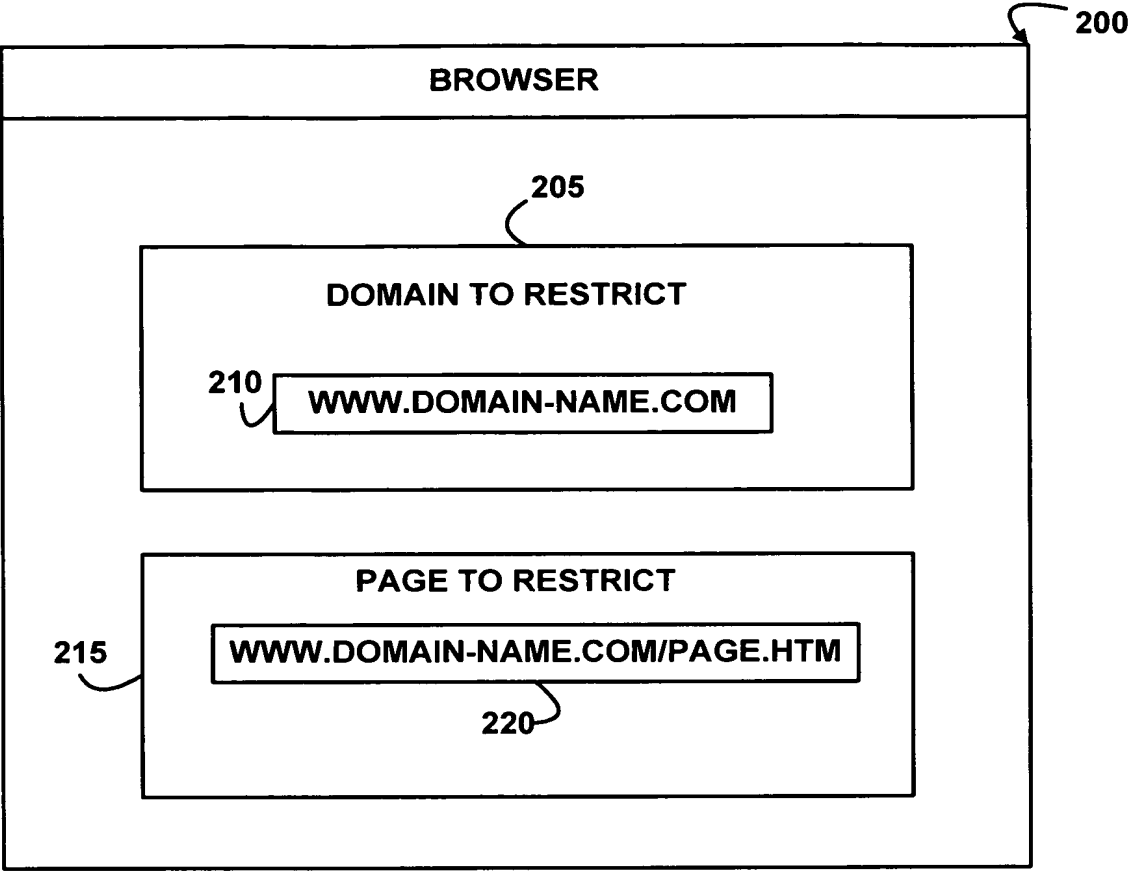 200
BROWSER
205
DOMAIN TO RESTRICT
210
WWW.DOMAIN-NAME.COM
PAGE TO RESTRICT
215
WWW.DOMAIN-NAME.COM/PAGE.HTM
220